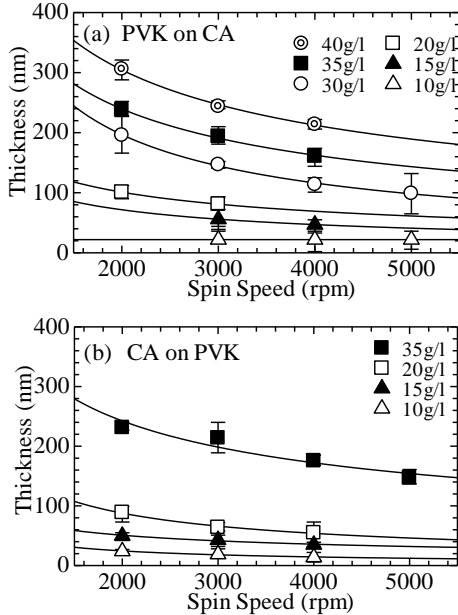 400
(a) PVK on CA
40g/l 20g/l
35g/l 15g/l
30g/l 10g/l
300
200
100
0
Thickness (nm)
2000 3000 4000 5000
Spin Speed (rpm)
400
(b) CA on PVK
35g/l
20g/l
15g/l
10g/l
300
200
100
0
Thickness (nm)
2000 3000 4000 5000
Spin Speed (rpm)